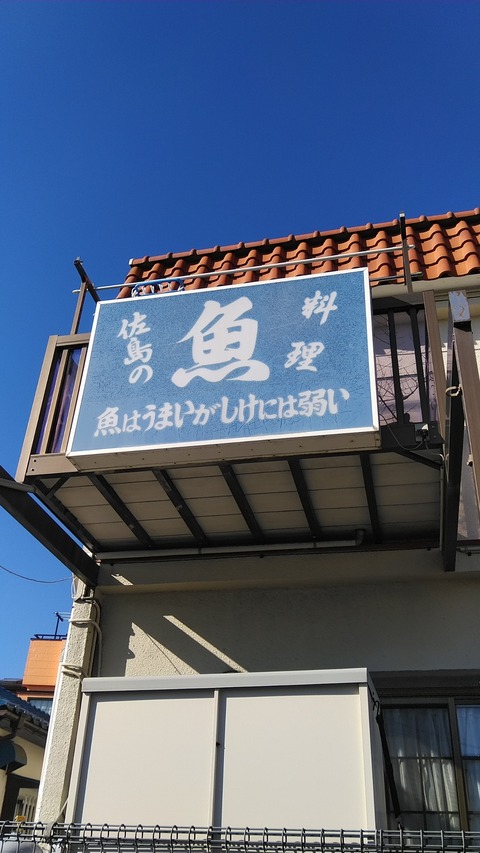 佐島の
魚
料理
魚はうまいがしけには弱い